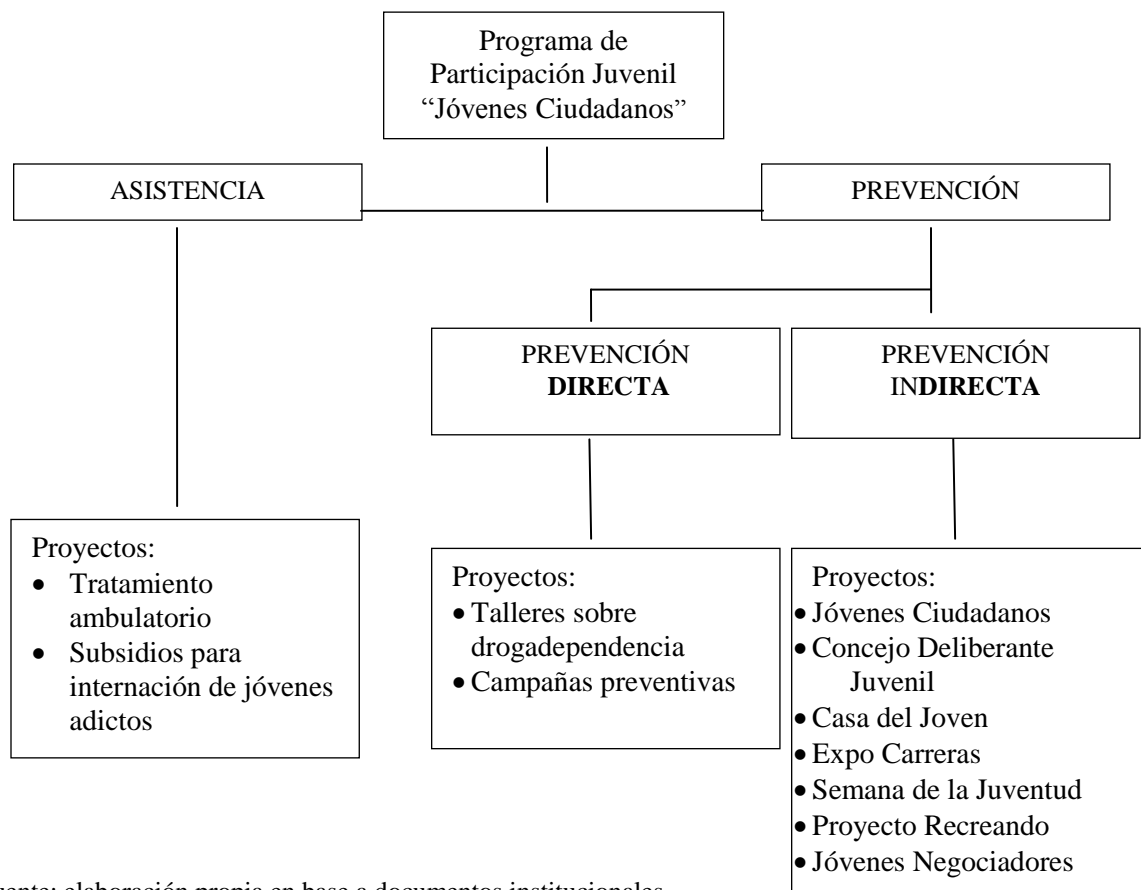 Programa de
Participación Juvenil
“Jóvenes Ciudadanos”
ASISTENCIA
PREVENCIÓN
PREVENCIÓN
DIRECTA
PREVENCIÓN
INDIRECTA
Proyectos:
• Tratamiento
ambulatorio
• Subsidios para
internación de jóvenes
adictos
Proyectos:
• Talleres sobre
drogadependencia
• Campañas preventivas
Proyectos:
• Jóvenes Ciudadanos
• Concejo Deliberante
Juvenil
• Casa del Joven
• Expo Carreras
• Semana de la Juventud
• Proyecto Recreando
• Jóvenes Negociadores
uente: elaboración propia en base a documentos institucionales